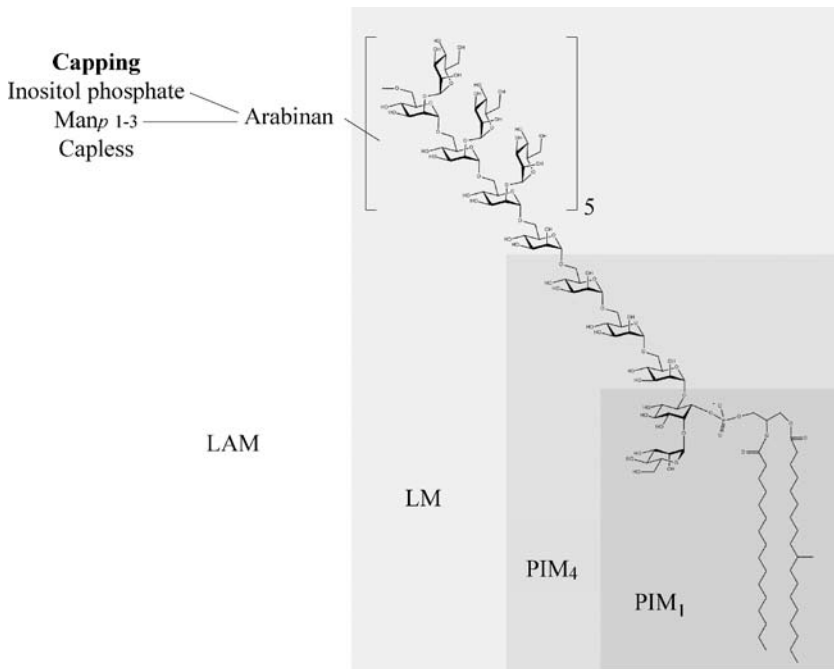 Capping
Inositol phosphate
Manp 1-3
Capless
Arabinan
5
LAM
LM
PIM4
PIM1